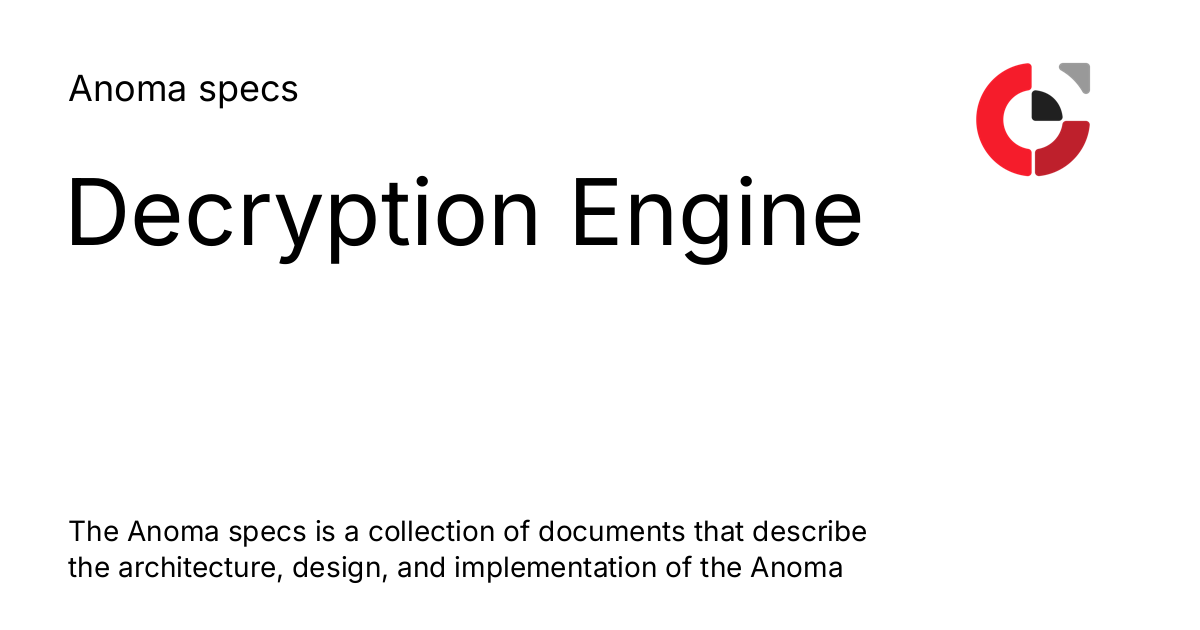 Anoma specs
Decryption Engine
The Anoma specs is a collection of documents that describe
the architecture, design, and implementation of the Anoma